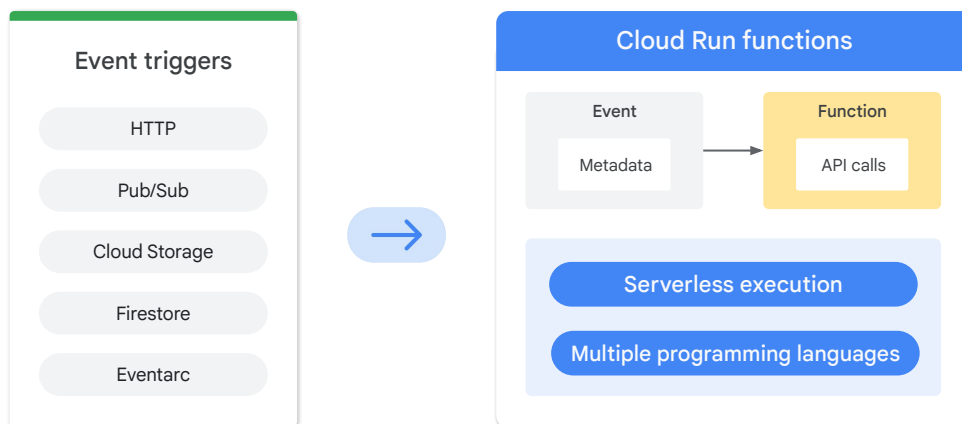 Event triggers
HTTP
Pub/Sub
Cloud Storage
Firestore
Eventarc
Cloud Run functions
Event
Metadata
Function
API calls
Serverless execution
Multiple programming languages